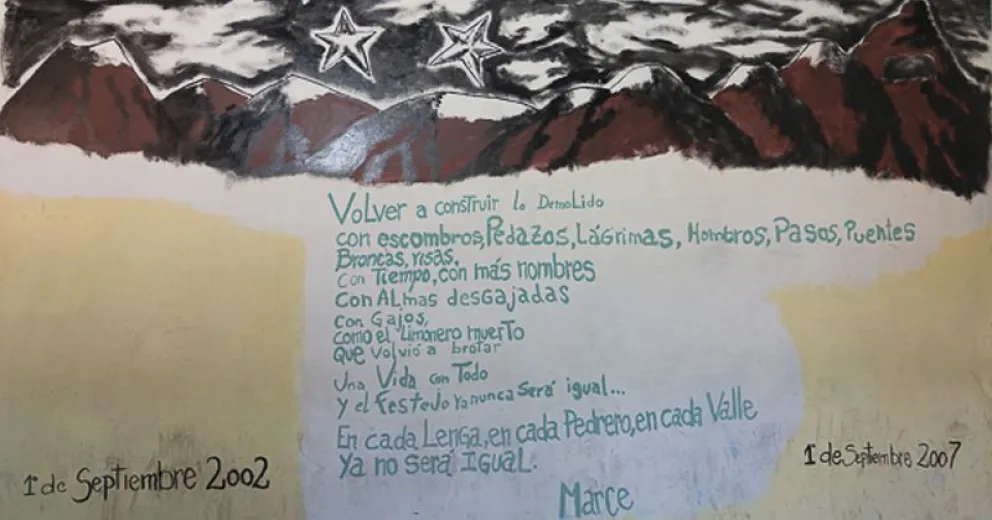 VoLver a construir lo DemoLido
con escombros, Pedazos, Lágrimas, Hombros, Pasos, Puentes
Broncas, risas.
Con Tiempo, con más nombres
Con ALmas desgajadas
Con Gajos,
como el Limonero muerto
Que volvió a brotar
Una Vida con Todo
y el festejo ya nunca Será igual...
En cada Lenga, en cada Pedrero, en cada Valle
Ya no será IGUaL.
Marce
1º de Septiembre 2002
1º de Septiembre 2007